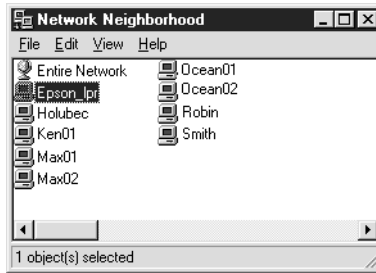 Network Neighborhood
File Edit View Help
Entire Network
Epson_lpr
Holubec
Ken01
Max01
Max02
Ocean01
Ocean02
Robin
Smith
1 object(s) selected